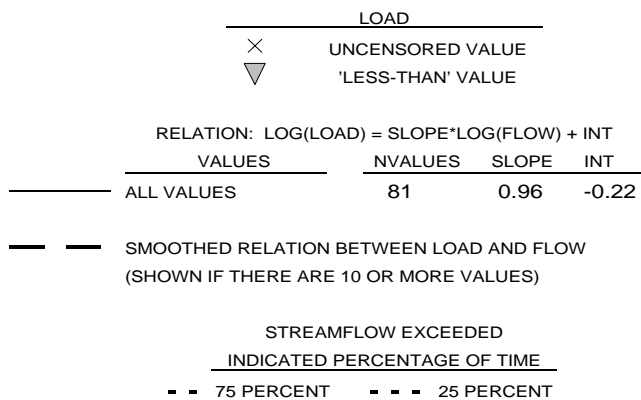 LOAD
UNCENSORED VALUE
'LESS-THAN' VALUE
RELATION: LOG(LOAD) = SLOPE*LOG(FLOW) + INT
VALUES NVALUES SLOPE INT
ALL VALUES 81 0.96 -0.22
SMOOTHED RELATION BETWEEN LOAD AND FLOW
(SHOWN IF THERE ARE 10 OR MORE VALUES)
STREAMFLOW EXCEEDED
INDICATED PERCENTAGE OF TIME
75 PERCENT 25 PERCENT